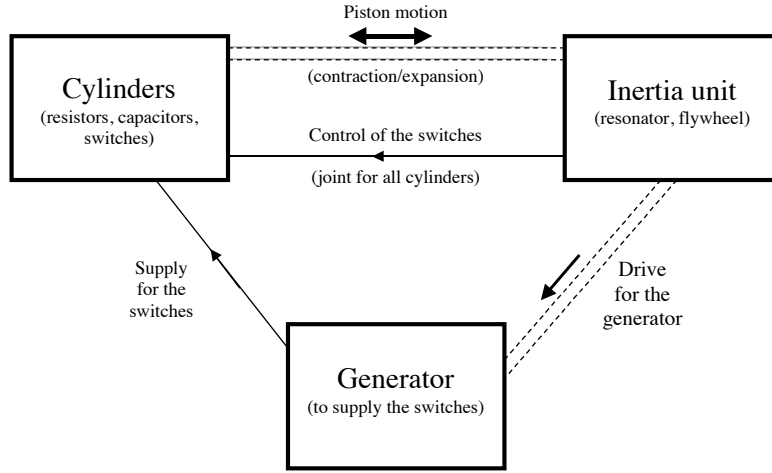 Piston motion
Cylinders
(resistors, capacitors,
switches)
(contraction/expansion)
Inertia unit
(resonator, flywheel)
Control of the switches
(joint for all cylinders)
Supply
for the
switches
Drive
for the
generator
Generator
(to supply the switches)